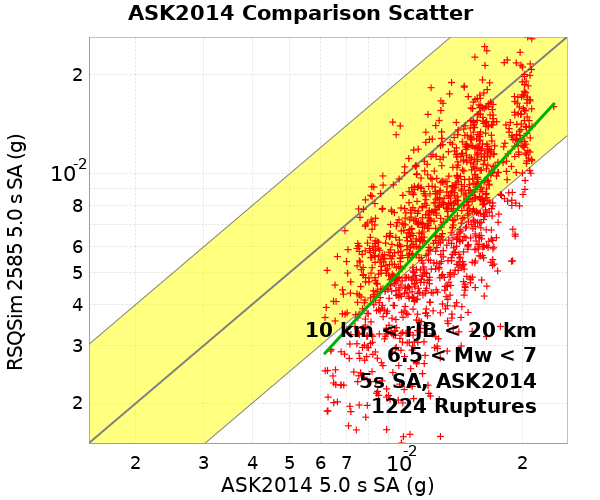 ASK2014 Comparison Scatter
RSQSim 2585 5.0 s SA (g)
2
10-2
8
6
5
4
3
2
10 km < rJB < 20 km
6.5 < Mw < 7
5s SA, ASK2014
1224 Ruptures
2 3 4 5 6 7 10-2 2
ASK2014 5.0 s SA (g)